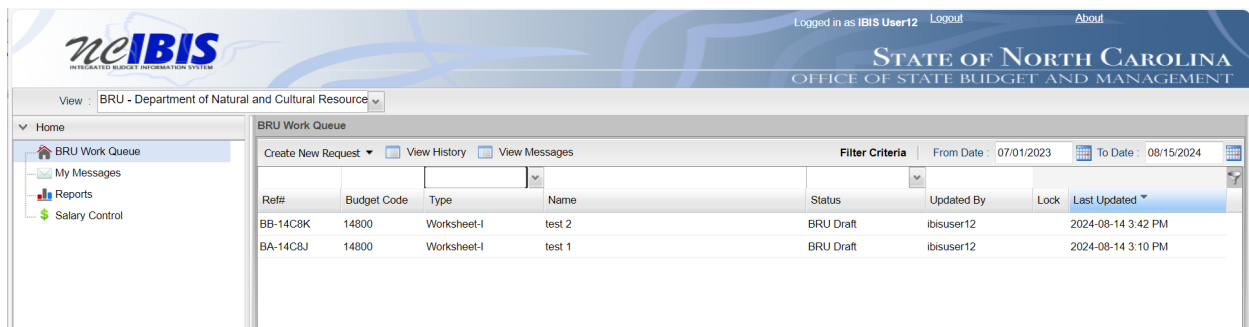 Logged in as IBIS User12 Logout About
ncIBIS
INTEGRATED BUDGET INFORMATION SYSTEM
STATE OF NORTH CAROLINA
OFFICE OF STATE BUDGET AND MANAGEMENT
View : BRU - Department of Natural and Cultural Resource
Home
BRU Work Queue
My Messages
Reports
Salary Control
BRU Work Queue
Create New Request View History View Messages Filter Criteria From Date : 07/01/2023 To Date : 08/15/2024
Ref# Budget Code Type Name Status Updated By Lock Last Updated
BB-14C8K 14800 Worksheet-I test 2 BRU Draft ibisuser12 2024-08-14 3:42 PM
BA-14C8J 14800 Worksheet-I test 1 BRU Draft ibisuser12 2024-08-14 3:10 PM